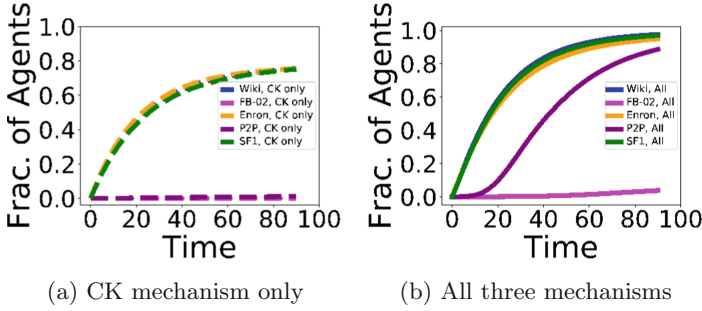 Frac. of Agents
1.0
0.8
0.6
0.4
0.2
0.0
Wiki, CK only
FB-02, CK only
Enron, CK only
P2P, CK only
SF1, CK only
0 20 40 60 80 100
Time
(a) CK mechanism only
Frac. of Agents
1.0
0.8
0.6
0.4
0.2
0.0
Wiki, All
FB-02, All
Enron, All
P2P, All
SF1, All
0 20 40 60 80 100
Time
(b) All three mechanisms